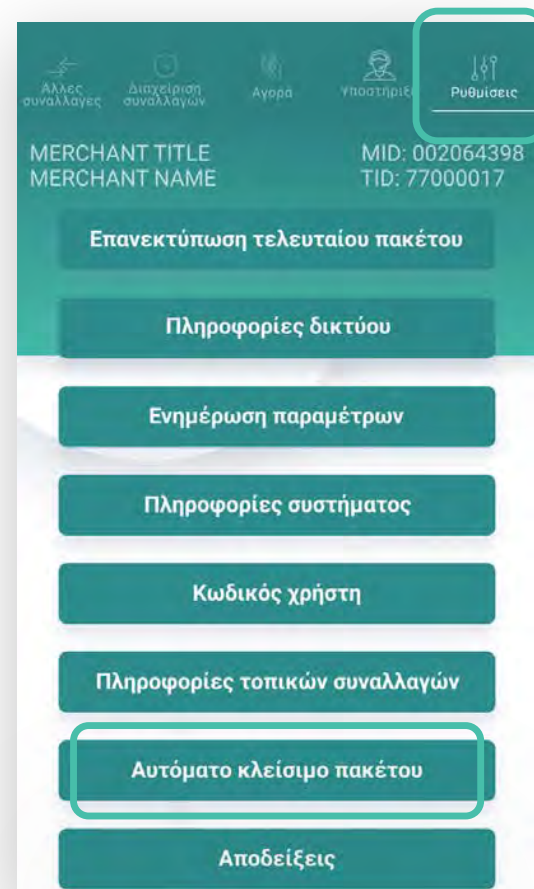 Άλλες συναλλαγές
Διαχείριση συναλλαγών
Αγορά
Υποστήριξη
Ρυθμίσεις
MERCHANT TITLE MID: 002064398
MERCHANT NAME TID: 77000017
Επανεκτύπωση τελευταίου πακέτου
Πληροφορίες δικτύου
Ενημέρωση παραμέτρων
Πληροφορίες συστήματος
Κωδικός χρήστη
Πληροφορίες τοπικών συναλλαγών
Αυτόματο κλείσιμο πακέτου
Αποδείξεις